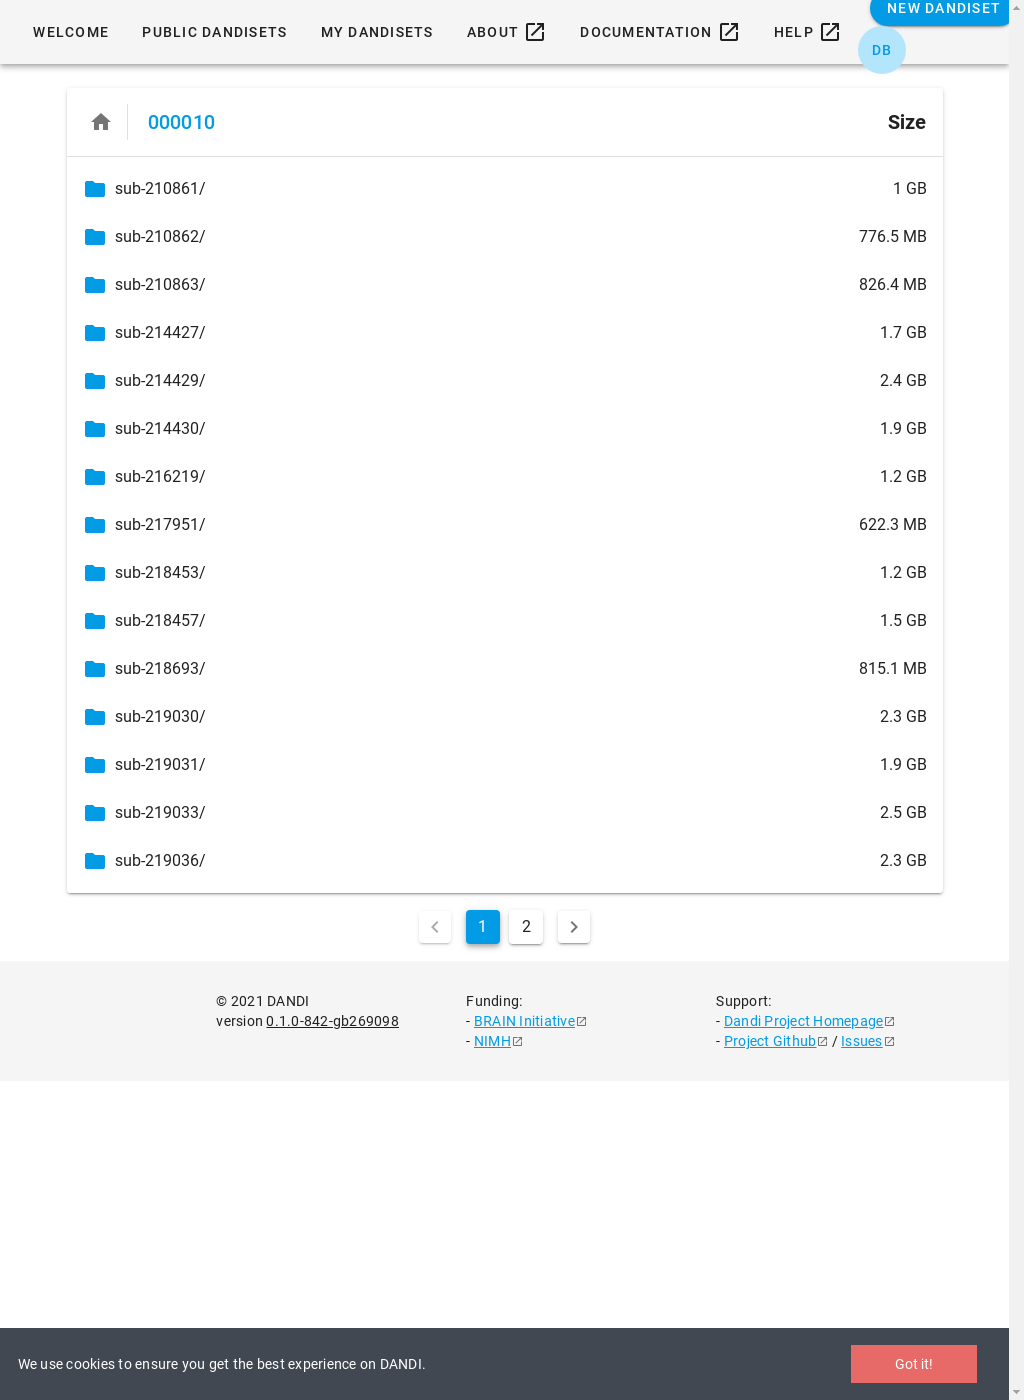 WELCOME PUBLIC DANDISETS MY DANDISETS ABOUT DOCUMENTATION HELP NEW DANDISET
DB
000010 Size
sub-210861/ 1 GB
sub-210862/ 776.5 MB
sub-210863/ 826.4 MB
sub-214427/ 1.7 GB
sub-214429/ 2.4 GB
sub-214430/ 1.9 GB
sub-216219/ 1.2 GB
sub-217951/ 622.3 MB
sub-218453/ 1.2 GB
sub-218457/ 1.5 GB
sub-218693/ 815.1 MB
sub-219030/ 2.3 GB
sub-219031/ 1.9 GB
sub-219033/ 2.5 GB
sub-219036/ 2.3 GB
1 2
© 2021 DANDI
version 0.1.0-842-gb269098
Funding:
- BRAIN Initiative
- NIMH
Support:
- Dandi Project Homepage
- Project Github / Issues
We use cookies to ensure you get the best experience on DANDI. Got it!